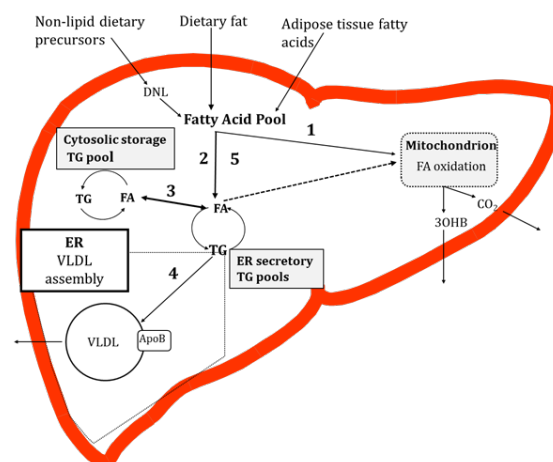 Non-lipid dietary
precursors
Dietary fat
Adipose tissue fatty
acids
DNL
Fatty Acid Pool
1
Cytosolic storage
TG pool
2
5
Mitochondrion
FA oxidation
TG
FA
3
FA
CO2
3OHB
TG
ER
VLDL
assembly
ER secretory
TG pools
4
VLDL
ApoB